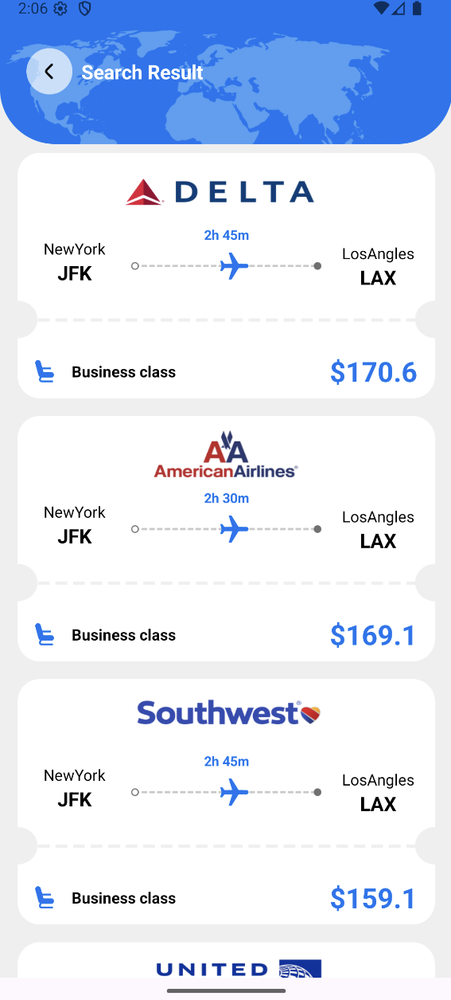 2:06
Search Result
DELTA
2h 45m
NewYork
LosAngles
JFK
LAX
Business class
$170.6
AA
AmericanAirlines®
2h 30m
NewYork
LosAngles
JFK
LAX
Business class
$169.1
Southwest®
2h 45m
NewYork
LosAngles
JFK
LAX
Business class
$159.1
UNITED